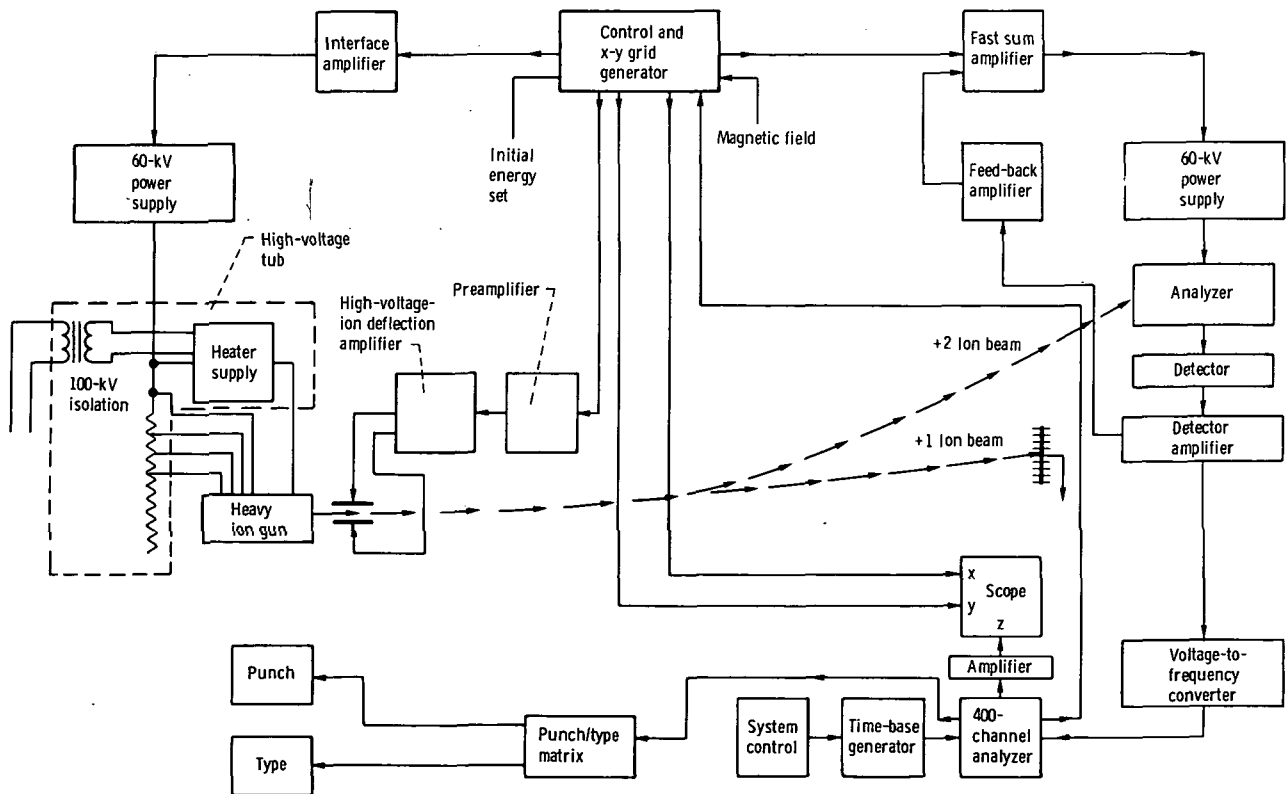 Interface
amplifier
Control and
x-y grid
generator
Fast sum
amplifier
60-kV
power
supply
Initial
energy
set
Magnetic field
Feed-back
amplifier
60-kV
power
supply
High-voltage
tub
High-voltage-
ion deflection
amplifier
Preamplifier
Analyzer
Heater
supply
100-kV
isolation
+2 Ion beam
Detector
+1 Ion beam
Detector
amplifier
Heavy
ion gun
x
Scope
y
z
Amplifier
Voltage-to-
frequency
converter
Punch
Punch/type
matrix
System
control
Time-base
generator
400-
channel
analyzer
Type